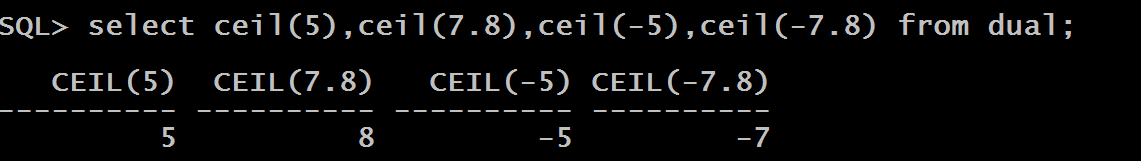 SQL> select ceil(5),ceil(7.8),ceil(-5),ceil(-7.8) from dual;
CEIL(5) CEIL(7.8) CEIL(-5) CEIL(-7.8)
---------- ---------- ---------- ----------
5 8 -5 -7